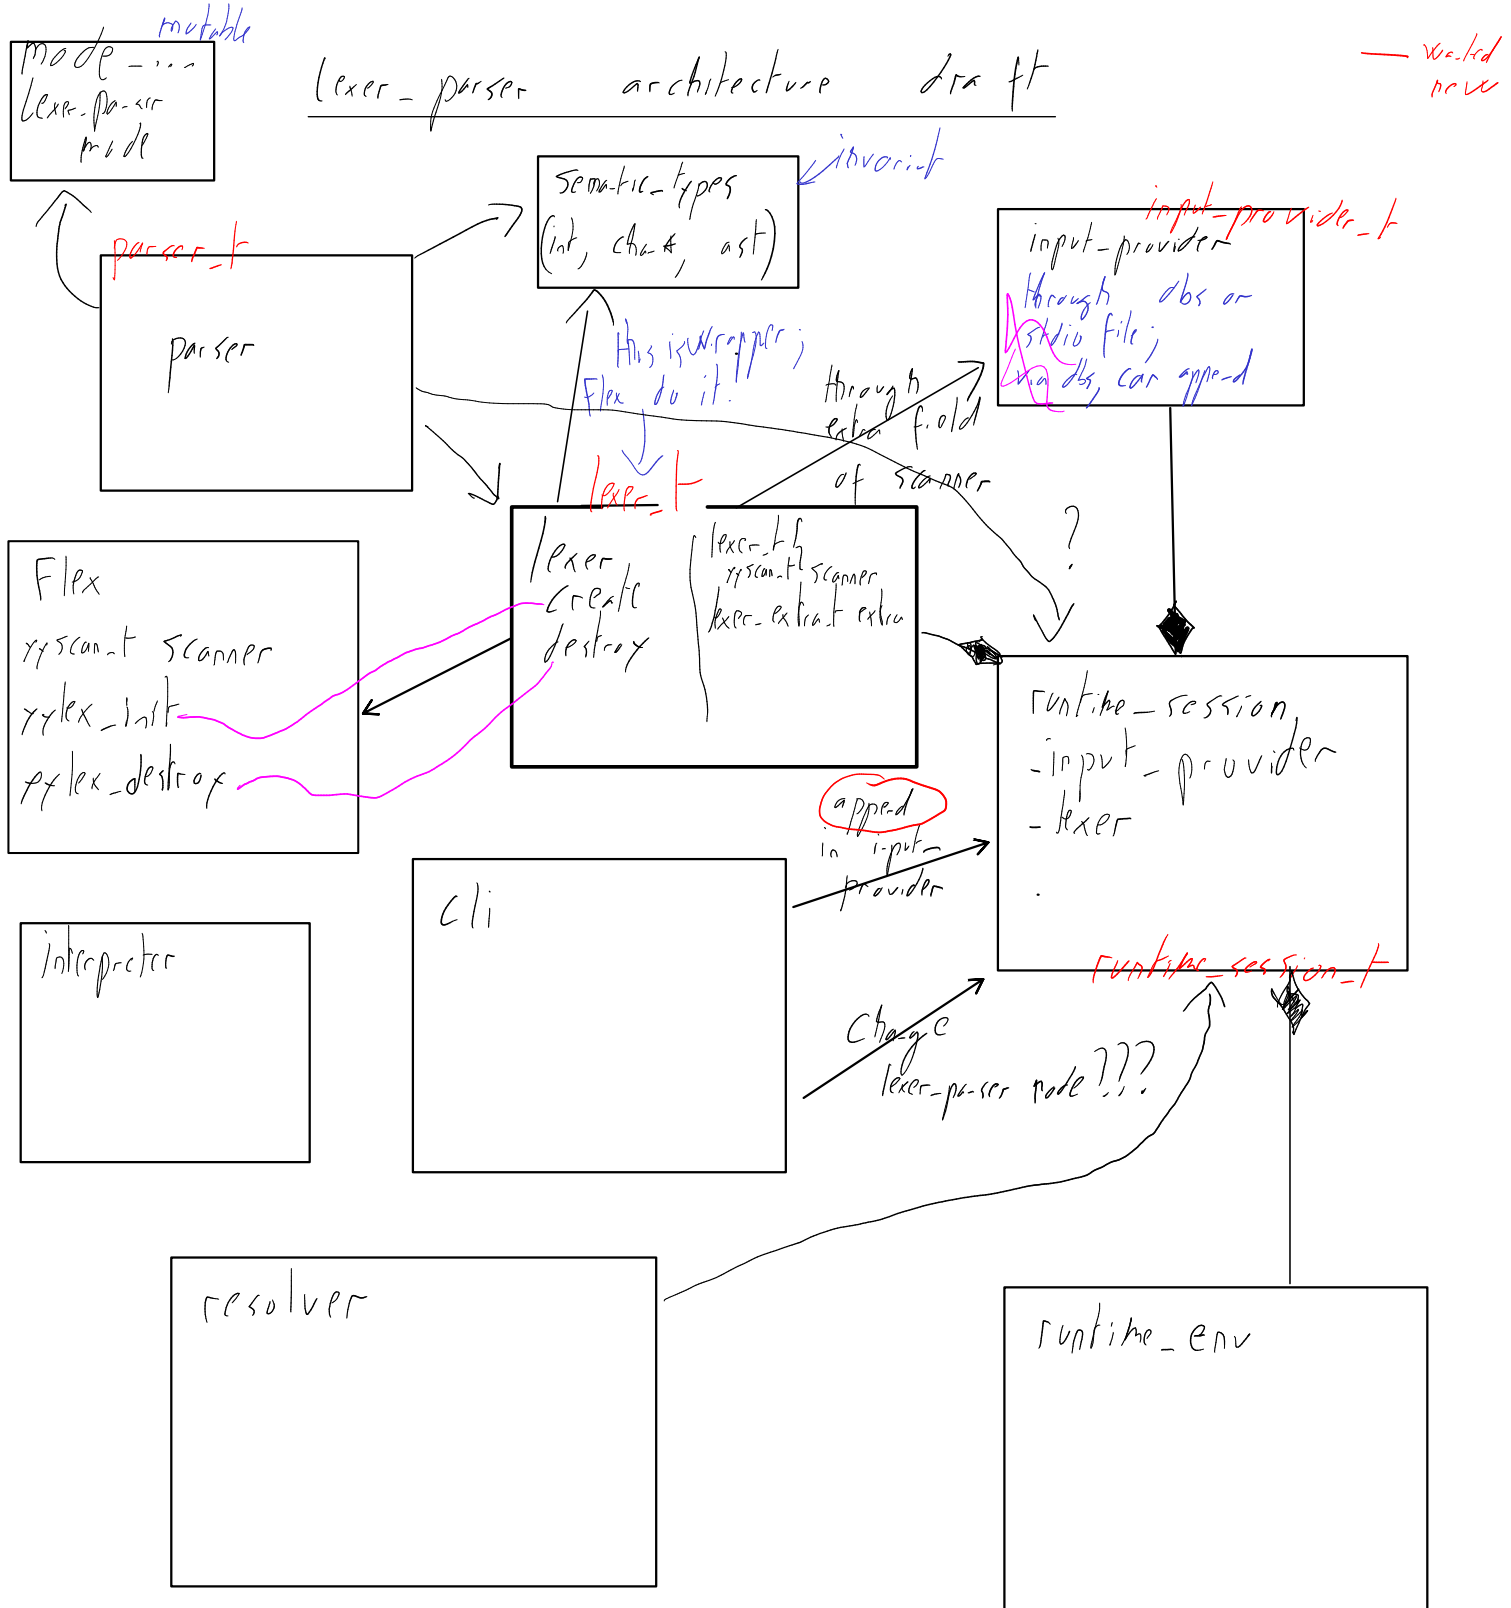 mutable
mode_...
lexer_parser
mode
lexer_parser architecture draft
wanted
new
invariant
semantic_types
(int, char*, ast)
input_provider_t
input_provider
through dbs or
stdio file;
via dbs, can append
parser_t
parser
this is wrapper;
Flex do it!
through
extra field
of scanner
lexer_t
lexer
create
destroy
lexer_t {
yyscan_t scanner
lexer_extra_t extra
?
Flex
yyscan_t scanner
yylex_init
yylex_destroy
runtime_session
-input_provider
-lexer
.
runtime_session_t
append
in input_
provider
cli
interpreter
Change
lexer_parser mode???
resolver
runtime_env